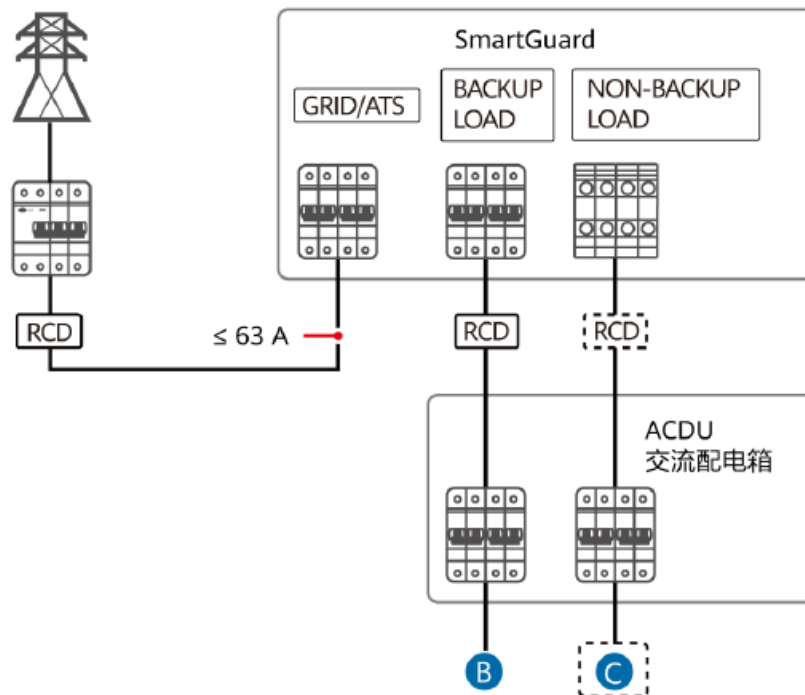 SmartGuard
GRID/ATS
BACKUP
LOAD
NON-BACKUP
LOAD
RCD
≤ 63 A
RCD
RCD
ACDU
交流配电箱
B
C